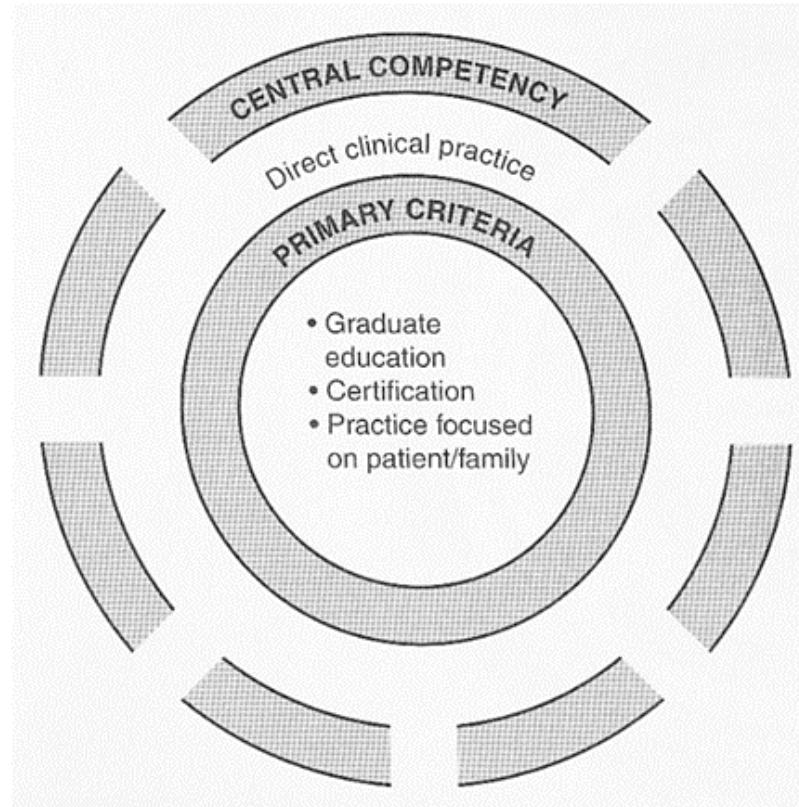 CENTRAL COMPETENCY
Direct clinical practice
PRIMARY CRITERIA
• Graduate
education
• Certification
• Practice focused
on patient/family